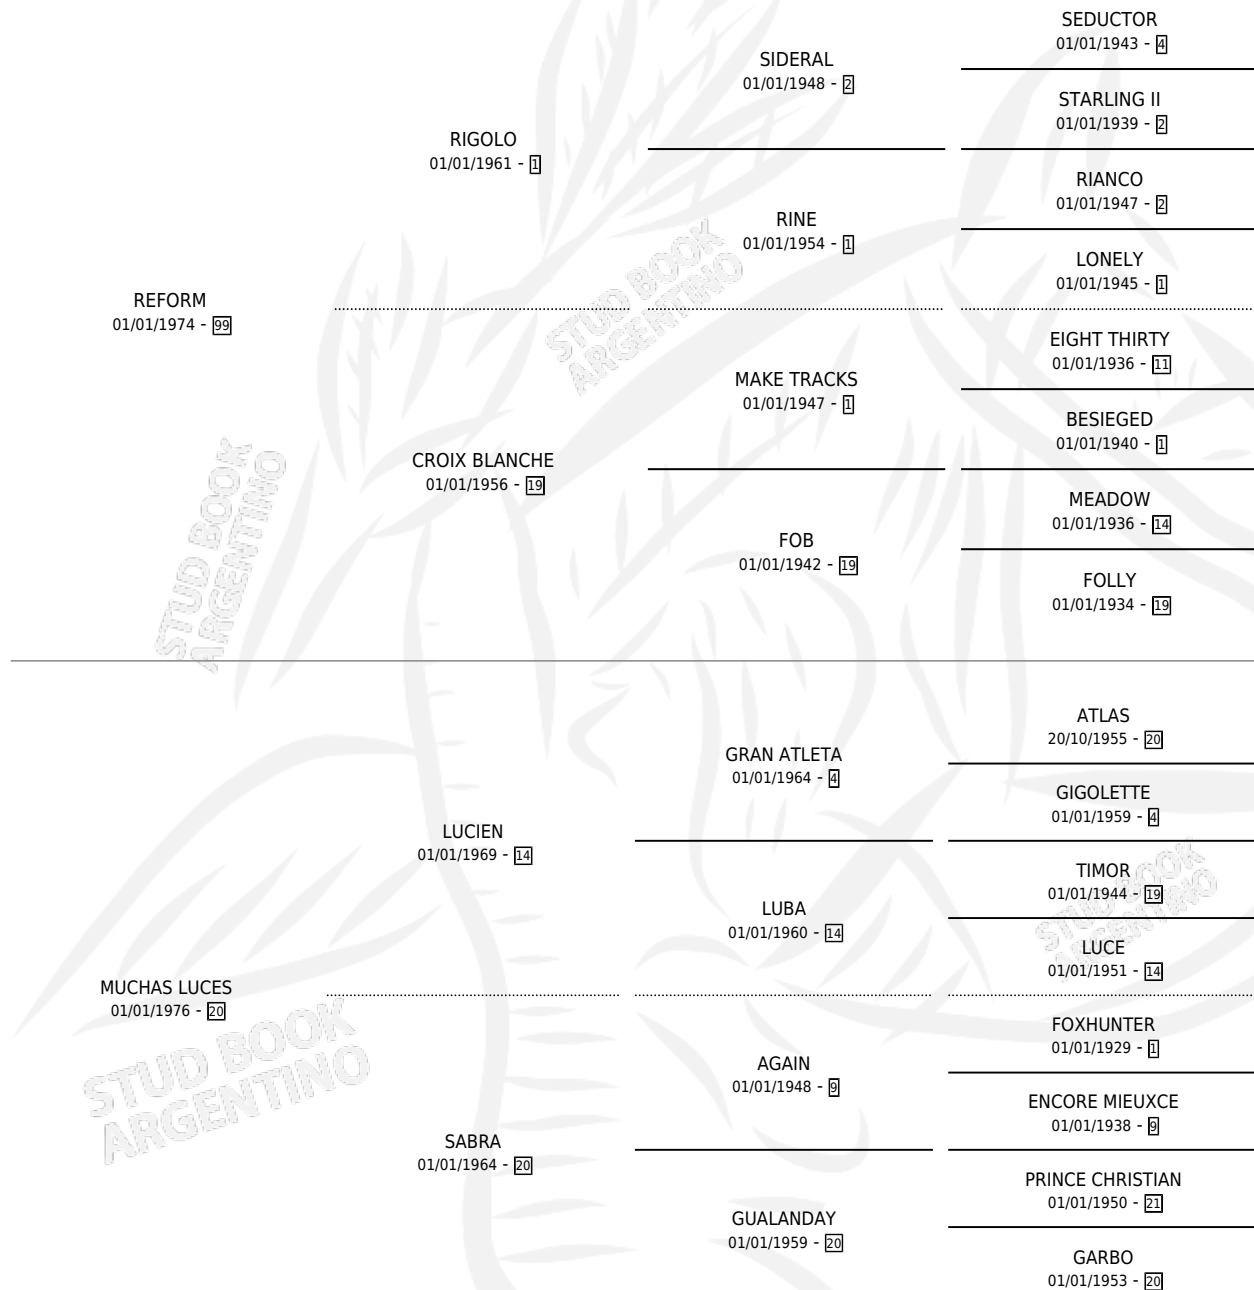 SEDUCTOR
01/01/1943 - 4
SIDERAL
01/01/1948 - 2
STARLING II
01/01/1939 - 2
RIGOLO
01/01/1961 - 1
RIANCO
01/01/1947 - 2
RINE
01/01/1954 - 1
LONELY
01/01/1945 - 1
REFORM
01/01/1974 - 99
EIGHT THIRTY
01/01/1936 - 11
MAKE TRACKS
01/01/1947 - 1
BESIEGED
01/01/1940 - 1
CROIX BLANCHE
01/01/1956 - 19
MEADOW
01/01/1936 - 14
FOB
01/01/1942 - 19
FOLLY
01/01/1934 - 19
ATLAS
20/10/1955 - 20
GRAN ATLETA
01/01/1964 - 4
GIGOLETTE
01/01/1959 - 4
LUCIEN
01/01/1969 - 14
TIMOR
01/01/1944 - 19
LUBA
01/01/1960 - 14
LUCE
01/01/1951 - 14
MUCHAS LUCES
01/01/1976 - 20
FOXHUNTER
01/01/1929 - 1
AGAIN
01/01/1948 - 9
ENCORE MIEUXCE
01/01/1938 - 9
SABRA
01/01/1964 - 20
PRINCE CHRISTIAN
01/01/1950 - 21
GUALANDAY
01/01/1959 - 20
GARBO
01/01/1953 - 20
STUD BOOK
ARGENTINO
STUD BOOK
ARGENTINO
STUD BOOK
ARGENTINO
STUD BOOK
ARGENTINO